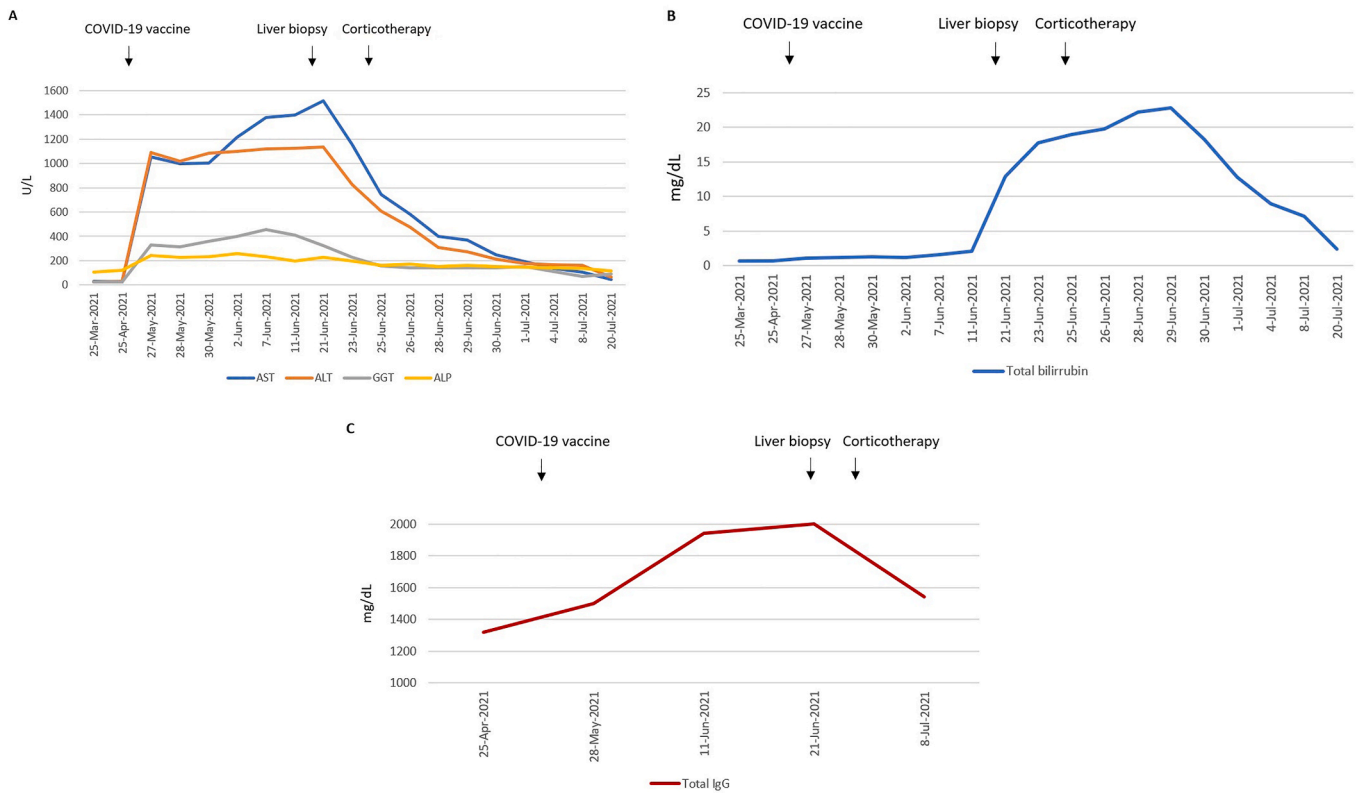 A
COVID-19 vaccine
Liver biopsy
Corticotherapy
U/L
1600
1400
1200
1000
800
600
400
200
0
25-Mar-2021
25-Apr-2021
27-May-2021
28-May-2021
30-May-2021
2-Jun-2021
7-Jun-2021
11-Jun-2021
21-Jun-2021
23-Jun-2021
25-Jun-2021
26-Jun-2021
28-Jun-2021
29-Jun-2021
30-Jun-2021
1-Jul-2021
4-Jul-2021
8-Jul-2021
20-Jul-2021
AST ALT GGT ALP
B
COVID-19 vaccine
Liver biopsy
Corticotherapy
mg/dL
25
20
15
10
5
0
25-Mar-2021
25-Apr-2021
27-May-2021
28-May-2021
30-May-2021
2-Jun-2021
7-Jun-2021
11-Jun-2021
21-Jun-2021
23-Jun-2021
25-Jun-2021
26-Jun-2021
28-Jun-2021
29-Jun-2021
30-Jun-2021
1-Jul-2021
4-Jul-2021
8-Jul-2021
20-Jul-2021
Total bilirrubin
C
COVID-19 vaccine
Liver biopsy
Corticotherapy
mg/dL
2000
1800
1600
1400
1200
1000
25-Apr-2021
28-May-2021
11-Jun-2021
21-Jun-2021
8-Jul-2021
Total IgG